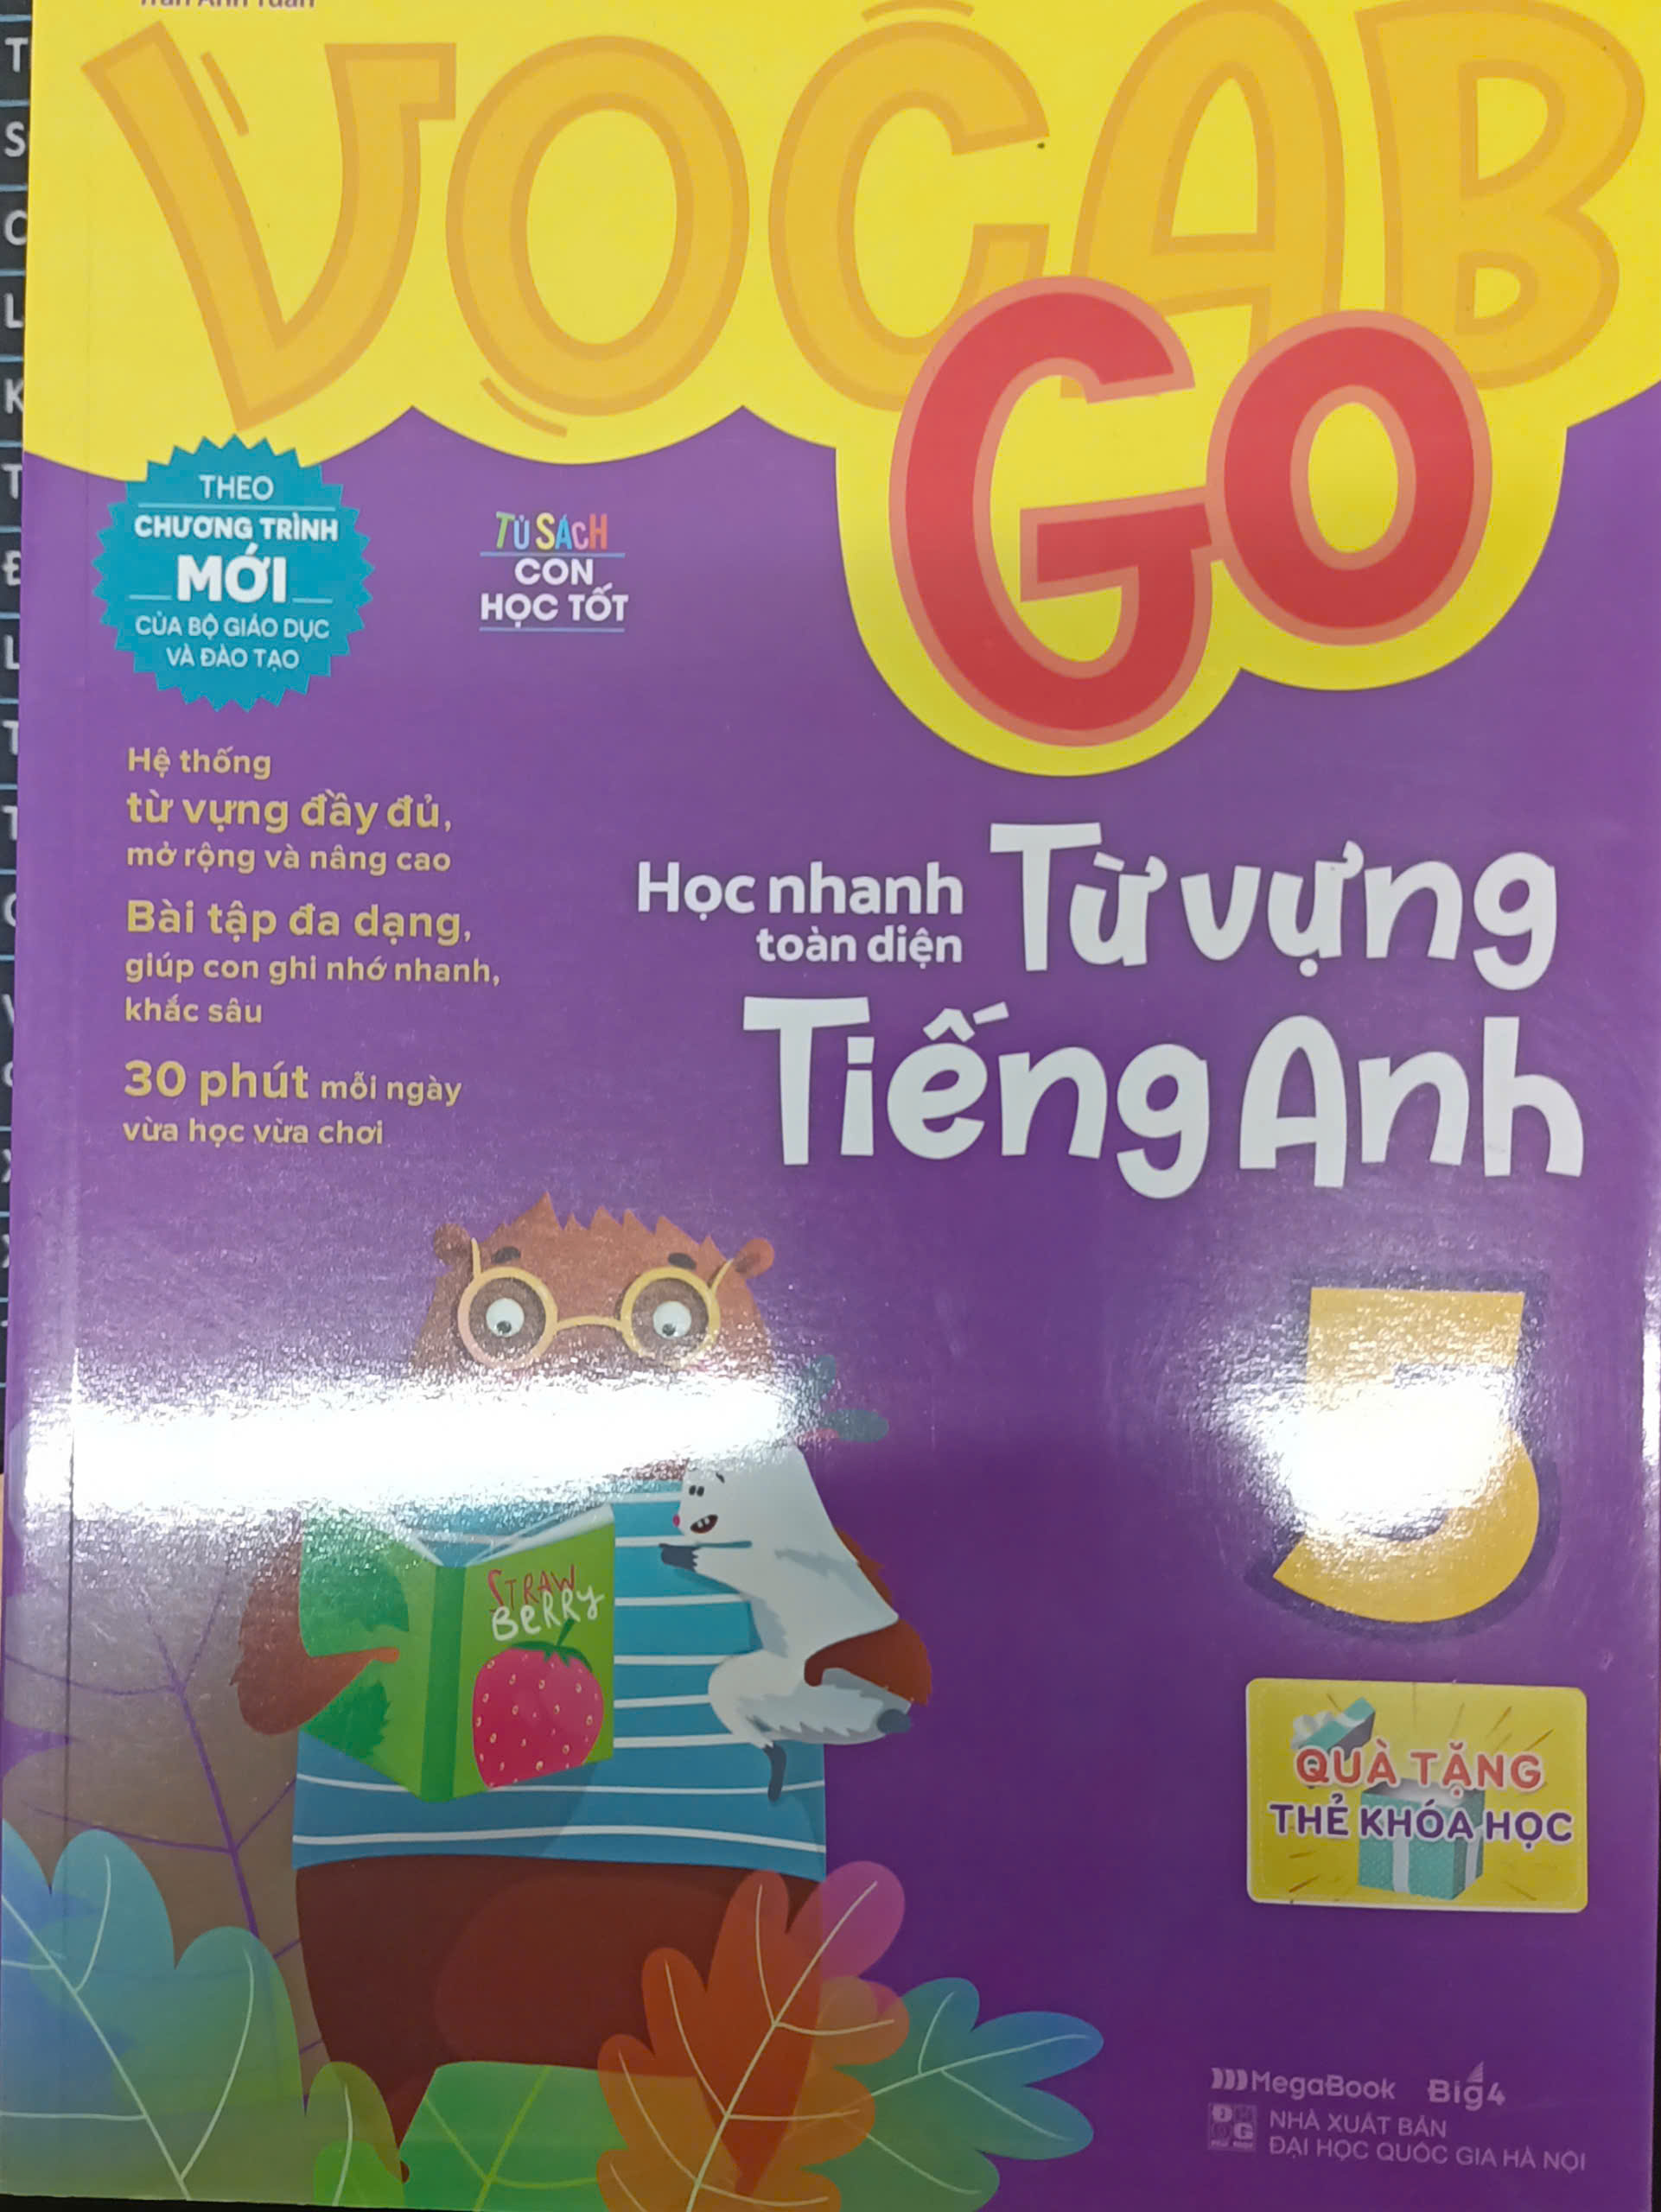 Trần Anh Tuấn
VOCAB
GO
THEO
CHƯƠNG TRÌNH
MỚI
CỦA BỘ GIÁO DỤC
VÀ ĐÀO TẠO
TỦ SÁCH
CON
HỌC TỐT
Hệ thống
từ vựng đầy đủ,
mở rộng và nâng cao
Bài tập đa dạng,
giúp con ghi nhớ nhanh,
khắc sâu
30 phút mỗi ngày
vừa học vừa chơi
Học nhanh
toàn diện
Từ vựng
Tiếng Anh
5
STRAW
BERRY
QUÀ TẶNG
THẺ KHÓA HỌC
MegaBook Big4
NHÀ XUẤT BẢN
ĐẠI HỌC QUỐC GIA HÀ NỘI